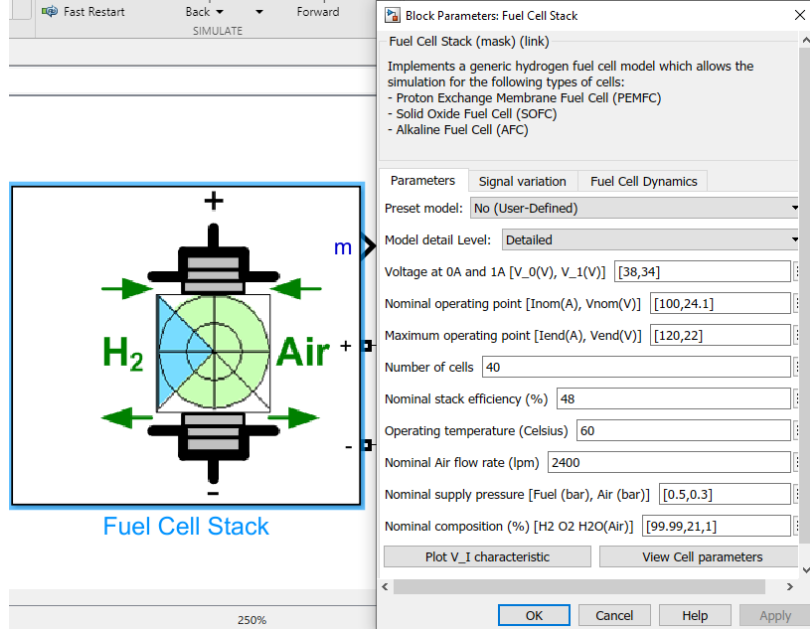 Fast Restart
Back
Forward
SIMULATE
m
+
H2
Air
+
-
-
Fuel Cell Stack
250%
Block Parameters: Fuel Cell Stack
Fuel Cell Stack (mask) (link)
Implements a generic hydrogen fuel cell model which allows the
simulation for the following types of cells:
- Proton Exchange Membrane Fuel Cell (PEMFC)
- Solid Oxide Fuel Cell (SOFC)
- Alkaline Fuel Cell (AFC)
Parameters Signal variation Fuel Cell Dynamics
Preset model: No (User-Defined)
Model detail Level: Detailed
Voltage at 0A and 1A [V_0(V), V_1(V)] [38,34]
Nominal operating point [Inom(A), Vnom(V)] [100,24.1]
Maximum operating point [Iend(A), Vend(V)] [120,22]
Number of cells 40
Nominal stack efficiency (%) 48
Operating temperature (Celsius) 60
Nominal Air flow rate (lpm) 2400
Nominal supply pressure [Fuel (bar), Air (bar)] [0.5,0.3]
Nominal composition (%) [H2 O2 H2O(Air)] [99.99,21,1]
Plot V_I characteristic View Cell parameters
OK Cancel Help Apply